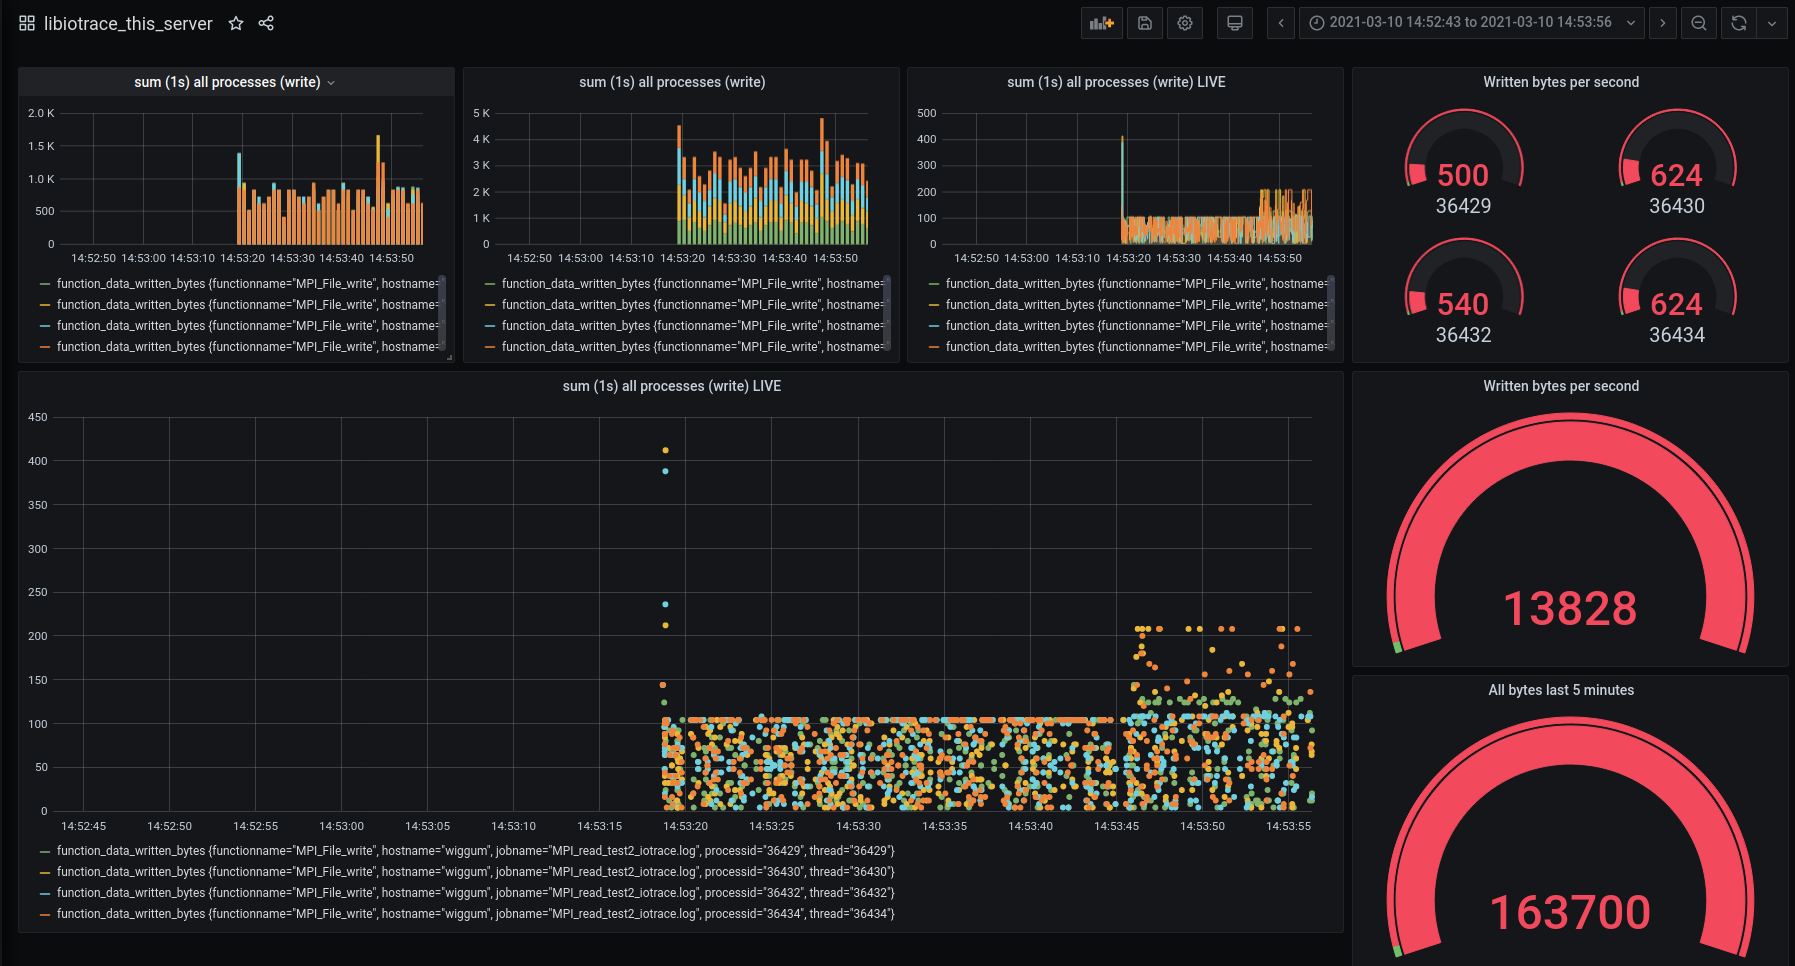 libiotrace_this_server
2021-03-10 14:52:43 to 2021-03-10 14:53:56
sum (1s) all processes (write)
2.0 K
1.5 K
1.0 K
500
0
14:52:50 14:53:00 14:53:10 14:53:20 14:53:30 14:53:40 14:53:50
function_data_written_bytes {functionname="MPI_File_write", hostname="
function_data_written_bytes {functionname="MPI_File_write", hostname="
function_data_written_bytes {functionname="MPI_File_write", hostname="
function_data_written_bytes {functionname="MPI_File_write", hostname="
sum (1s) all processes (write)
5 K
4 K
3 K
2 K
1 K
0
14:52:50 14:53:00 14:53:10 14:53:20 14:53:30 14:53:40 14:53:50
function_data_written_bytes {functionname="MPI_File_write", hostname="
function_data_written_bytes {functionname="MPI_File_write", hostname="
function_data_written_bytes {functionname="MPI_File_write", hostname="
function_data_written_bytes {functionname="MPI_File_write", hostname="
sum (1s) all processes (write) LIVE
500
400
300
200
100
0
14:52:50 14:53:00 14:53:10 14:53:20 14:53:30 14:53:40 14:53:50
function_data_written_bytes {functionname="MPI_File_write", hostname="
function_data_written_bytes {functionname="MPI_File_write", hostname="
function_data_written_bytes {functionname="MPI_File_write", hostname="
function_data_written_bytes {functionname="MPI_File_write", hostname="
Written bytes per second
500 624
36429 36430
540 624
36432 36434
sum (1s) all processes (write) LIVE
450
400
350
300
250
200
150
100
50
0
14:52:45 14:52:50 14:52:55 14:53:00 14:53:05 14:53:10 14:53:15 14:53:20 14:53:25 14:53:30 14:53:35 14:53:40 14:53:45 14:53:50 14:53:55
function_data_written_bytes {functionname="MPI_File_write", hostname="wiggum", jobname="MPI_read_test2_iotrace.log", processid="36429", thread="36429"}
function_data_written_bytes {functionname="MPI_File_write", hostname="wiggum", jobname="MPI_read_test2_iotrace.log", processid="36430", thread="36430"}
function_data_written_bytes {functionname="MPI_File_write", hostname="wiggum", jobname="MPI_read_test2_iotrace.log", processid="36432", thread="36432"}
function_data_written_bytes {functionname="MPI_File_write", hostname="wiggum", jobname="MPI_read_test2_iotrace.log", processid="36434", thread="36434"}
Written bytes per second
13828
All bytes last 5 minutes
163700